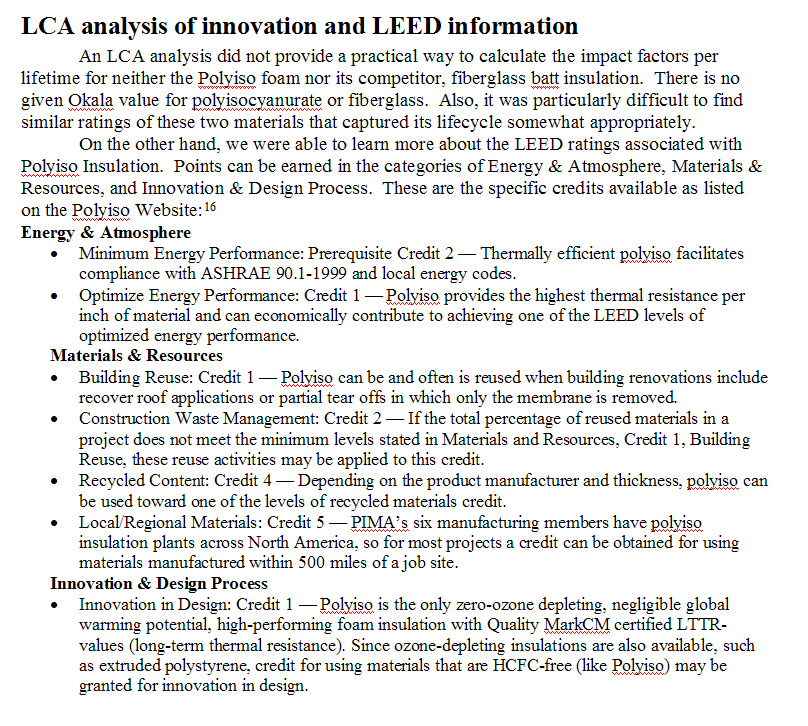 LCA analysis of innovation and LEED information
An LCA analysis did not provide a practical way to calculate the impact factors per
lifetime for neither the Polyiso foam nor its competitor, fiberglass batt insulation.  There is no
given Okala value for polyisocyanurate or fiberglass.  Also, it was particularly difficult to find
similar ratings of these two materials that captured its lifecycle somewhat appropriately.
On the other hand, we were able to learn more about the LEED ratings associated with
Polyiso Insulation.  Points can be earned in the categories of Energy & Atmosphere, Materials &
Resources, and Innovation & Design Process.  These are the specific credits available as listed
on the Polyiso Website:16
Energy & Atmosphere
• Minimum Energy Performance: Prerequisite Credit 2 — Thermally efficient polyiso facilitates
compliance with ASHRAE 90.1-1999 and local energy codes.
• Optimize Energy Performance: Credit 1 — Polyiso provides the highest thermal resistance per
inch of material and can economically contribute to achieving one of the LEED levels of
optimized energy performance.
Materials & Resources
• Building Reuse: Credit 1 — Polyiso can be and often is reused when building renovations include
recover roof applications or partial tear offs in which only the membrane is removed.
• Construction Waste Management: Credit 2 — If the total percentage of reused materials in a
project does not meet the minimum levels stated in Materials and Resources, Credit 1, Building
Reuse, these reuse activities may be applied to this credit.
• Recycled Content: Credit 4 — Depending on the product manufacturer and thickness, polyiso can
be used toward one of the levels of recycled materials credit.
• Local/Regional Materials: Credit 5 — PIMA's six manufacturing members have polyiso
insulation plants across North America, so for most projects a credit can be obtained for using
materials manufactured within 500 miles of a job site.
Innovation & Design Process
• Innovation in Design: Credit 1 — Polyiso is the only zero-ozone depleting, negligible global
warming potential, high-performing foam insulation with Quality MarkCM certified LTTR-
values (long-term thermal resistance). Since ozone-depleting insulations are also available, such
as extruded polystyrene, credit for using materials that are HCFC-free (like Polyiso) may be
granted for innovation in design.